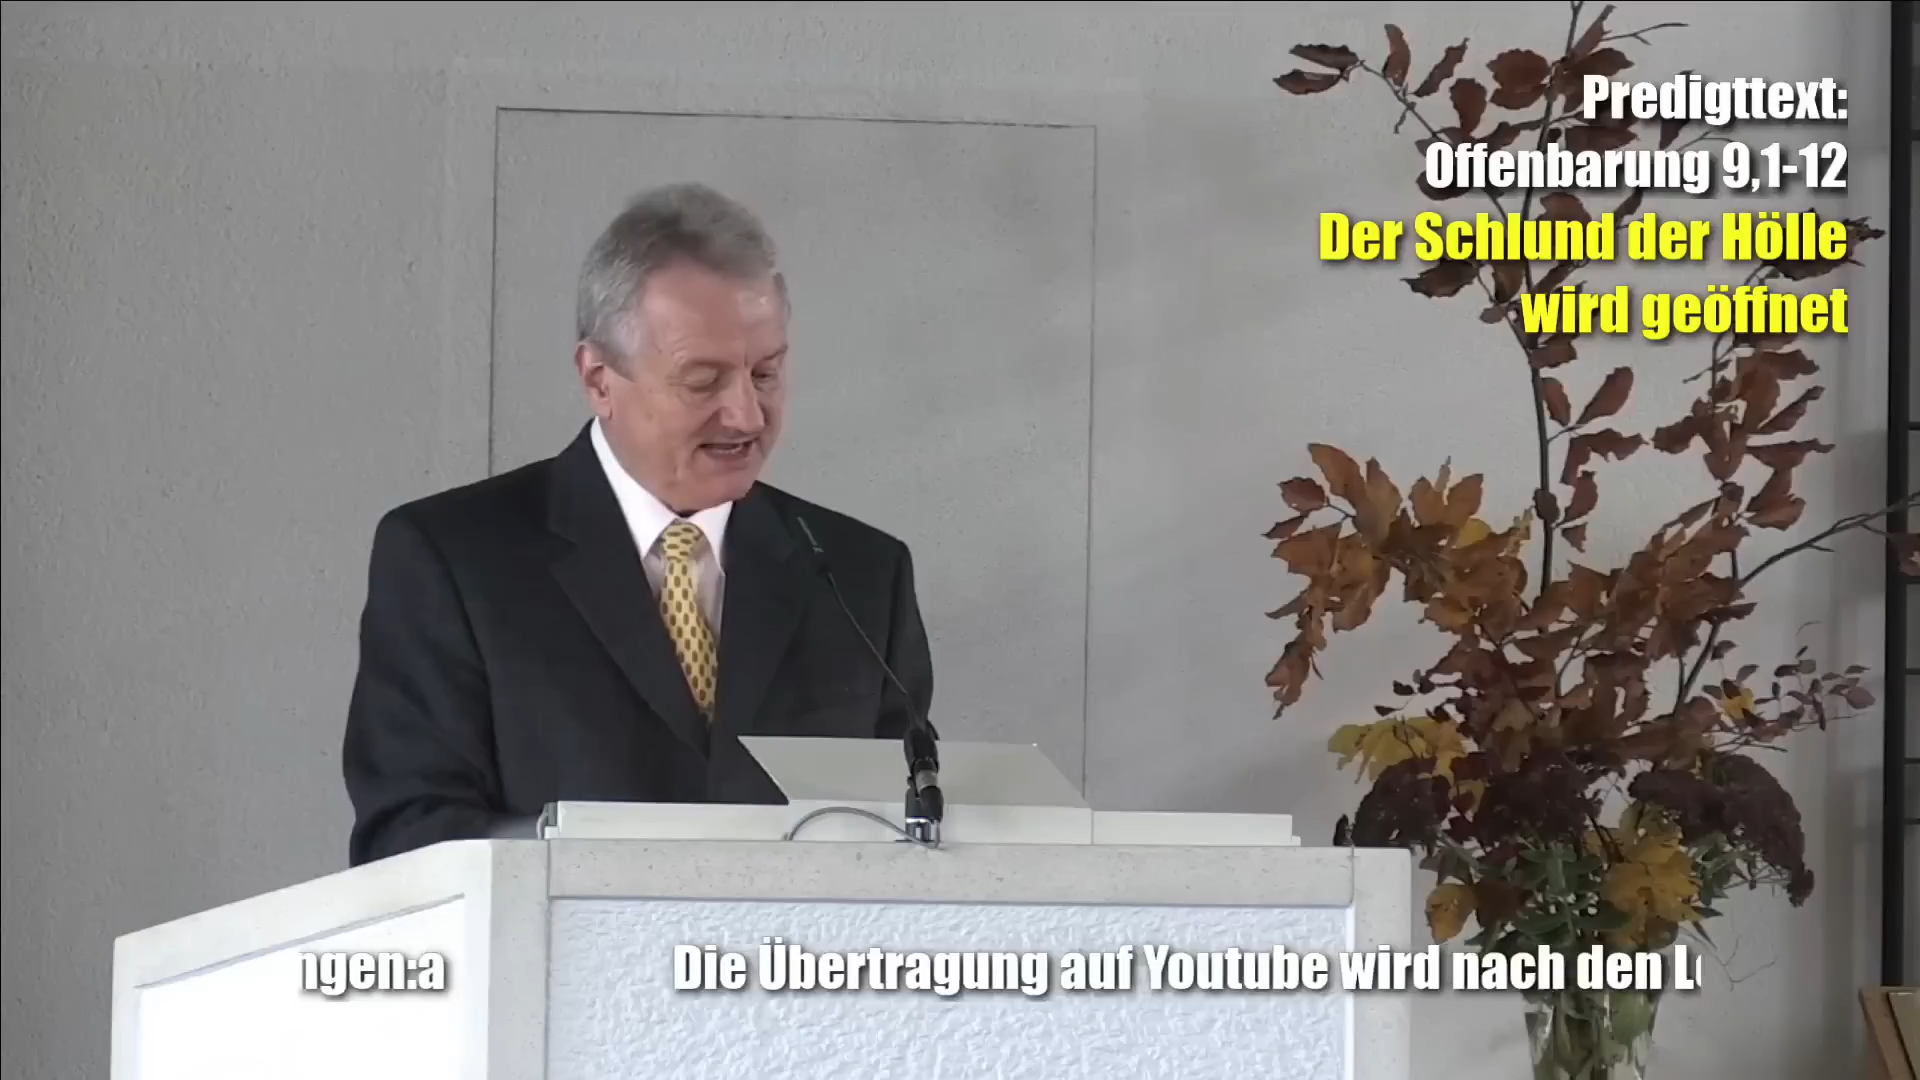 Predigttext:
Offenbarung 9,1-12
Der Schlund der Hölle
wird geöffnet
ngen:a Die Übertragung auf Youtube wird nach den